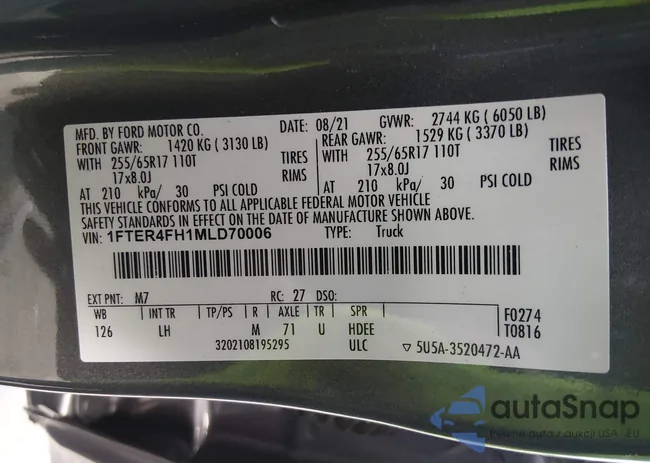 MFD. BY FORD MOTOR CO. DATE: 08/21 GVWR: 2744 KG ( 6050 LB)
FRONT GAWR: 1420 KG ( 3130 LB) REAR GAWR: 1529 KG ( 3370 LB)
WITH 255/65R17 110T TIRES WITH 255/65R17 110T TIRES
17x8.0J RIMS 17x8.0J RIMS
AT 210 kPa/ 30 PSI COLD AT 210 kPa/ 30 PSI COLD
THIS VEHICLE CONFORMS TO ALL APPLICABLE FEDERAL MOTOR VEHICLE
SAFETY STANDARDS IN EFFECT ON THE DATE OF MANUFACTURE SHOWN ABOVE.
VIN: 1FTER4FH1MLD70006 TYPE: Truck
EXT PNT: M7 RC: 27 DSO:
WB INT TR TP/PS R AXLE TR SPR F0274
126 LH M 71 U HDEE T0816
3202108195295 ULC ▽ 5U5A-3520472-AA
autoSnap